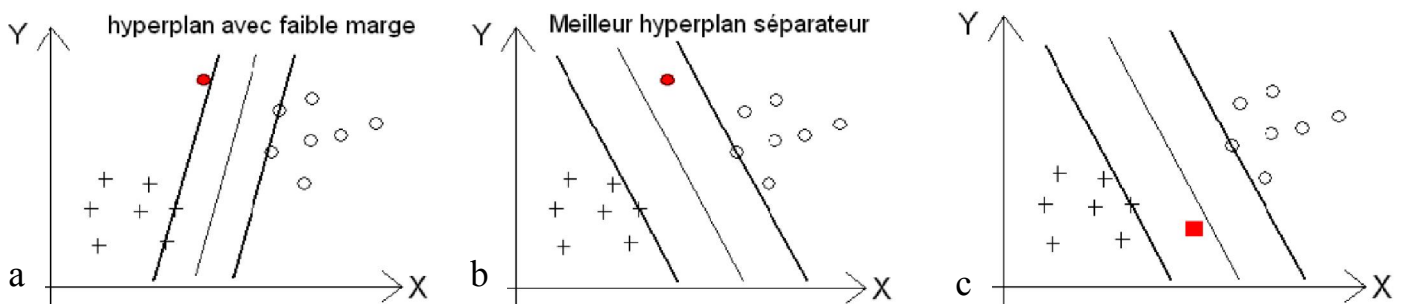 Y hyperplan avec faible marge
X
a
Y Meilleur hyperplan séparateur
X
b
Y
X
c